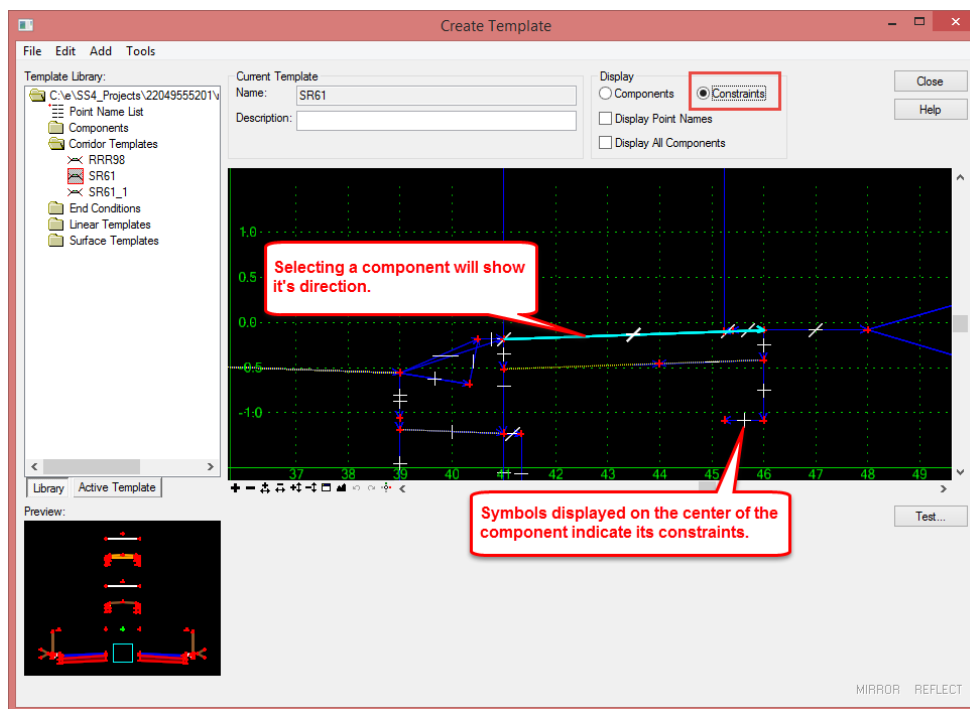 Create Template
File Edit Add Tools
Template Library:
C:\e\SS4_Projects\22049555201\
Point Name List
Components
Corridor Templates
RRR98
SR61
SR61_1
End Conditions
Linear Templates
Surface Templates
Library Active Template
Current Template
Name: SR61
Description:
Display
Components Constraints
Display Point Names
Display All Components
Close
Help
1.0
0.5
0.0
-0.5
-1.0
Selecting a component will show
it's direction.
37 38 39 40 41 42 43 44 45 46 47 48 49
Symbols displayed on the center of the
component indicate its constraints.
Test...
Preview:
MIRROR REFLECT